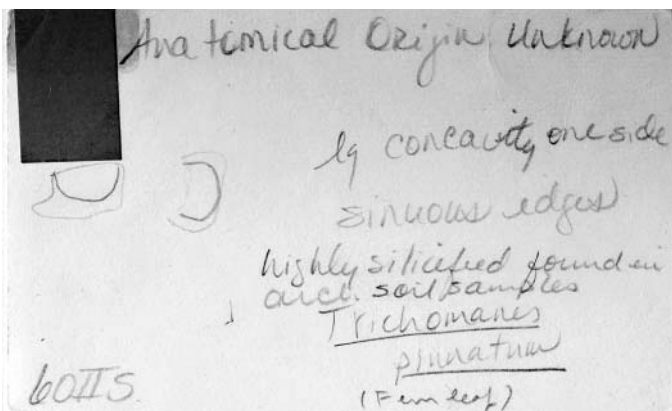 Anatomical Origin Unknown
lg concavity one side
sinuous edges
highly silicified found in
arch. soil samples
Trichomanes
pinnatum
(Fern leaf)
60IIS